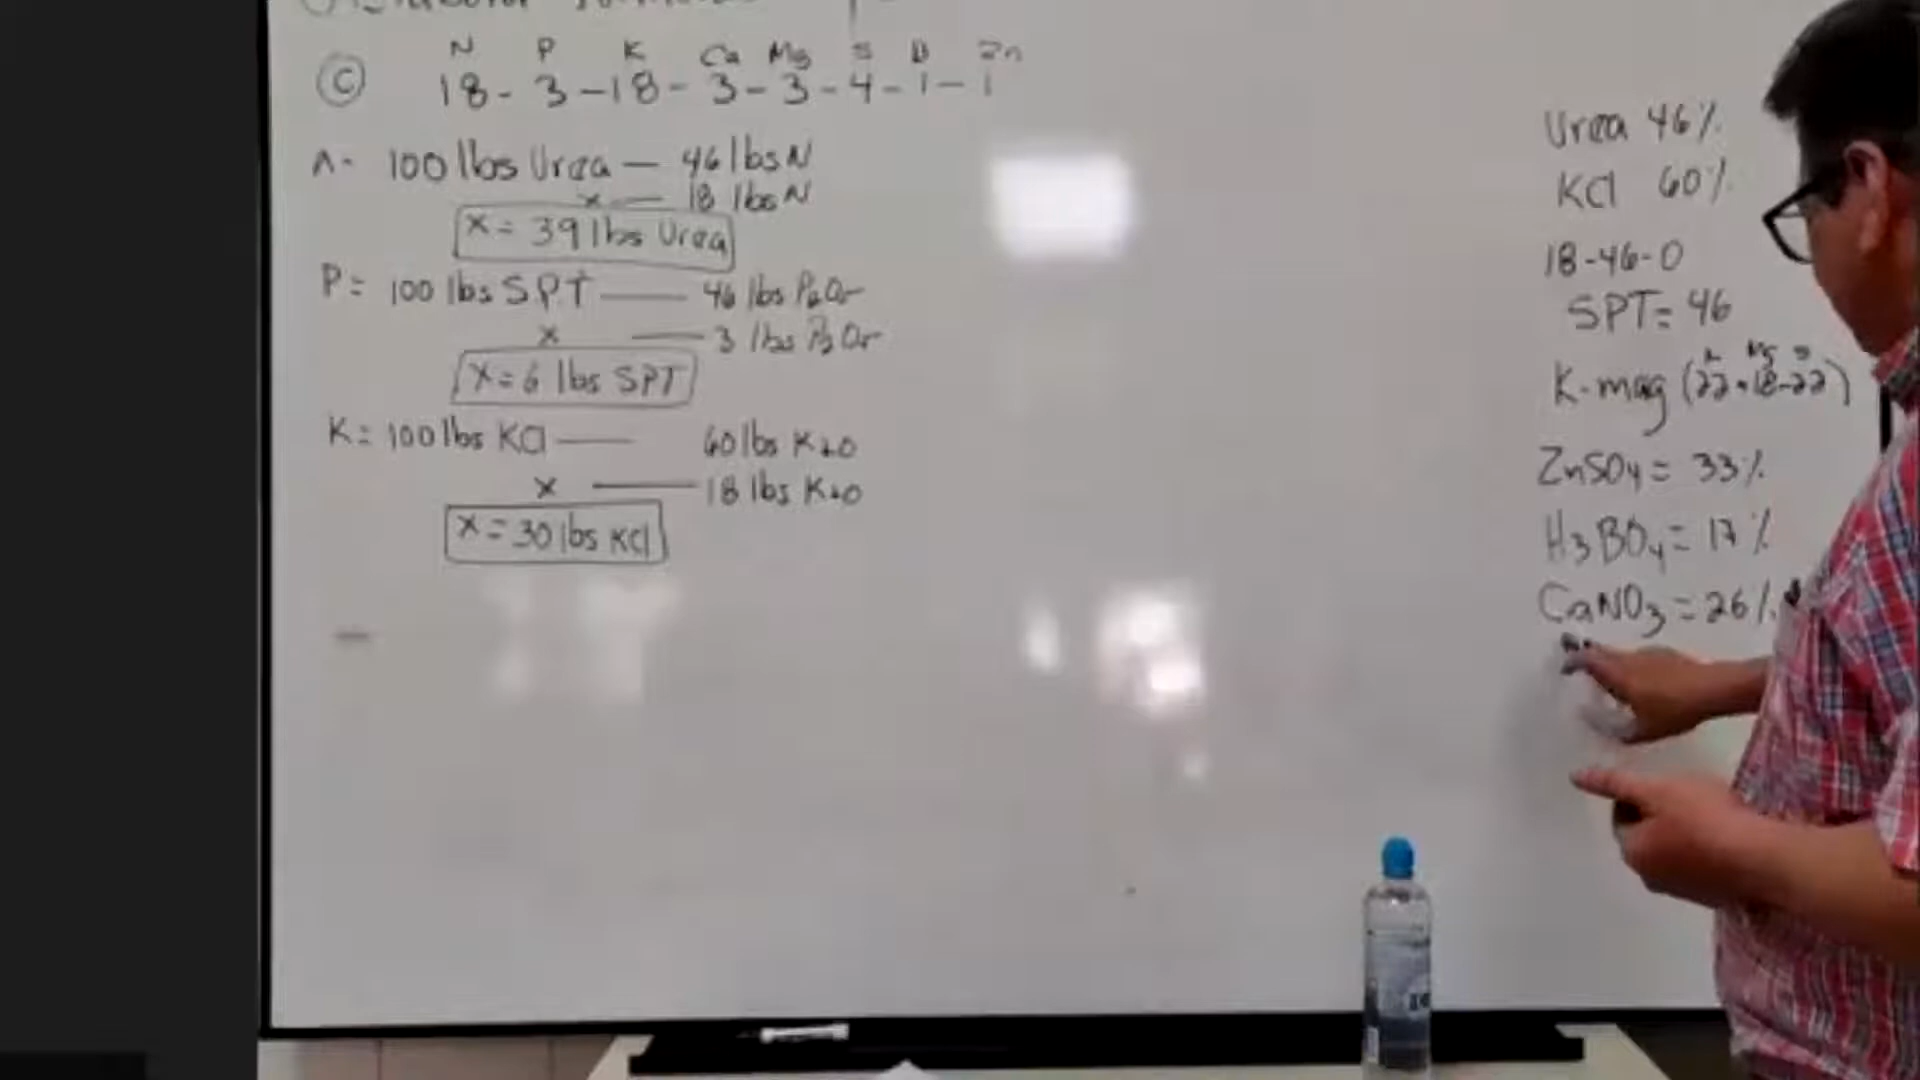 N P K Ca Mg S B Zn
C 18 - 3 - 18 - 3 - 3 - 4 - 1 - 1
100 lbs Urea — 46 lbs N
x — 18 lbs N
x = 39 lbs Urea
P = 100 lbs SPT — 46 lbs P2O5
x — 3 lbs P2O5
x = 6 lbs SPT
K = 100 lbs KCl — 60 lbs K2O
x — 18 lbs K2O
x = 30 lbs KCl
Urea 46%
KCl 60%
18-46-0
SPT = 46
K Mg S
K-mag (22-18-22)
ZnSO4 = 33%
H3BO4 = 17%
CaNO3 = 26%